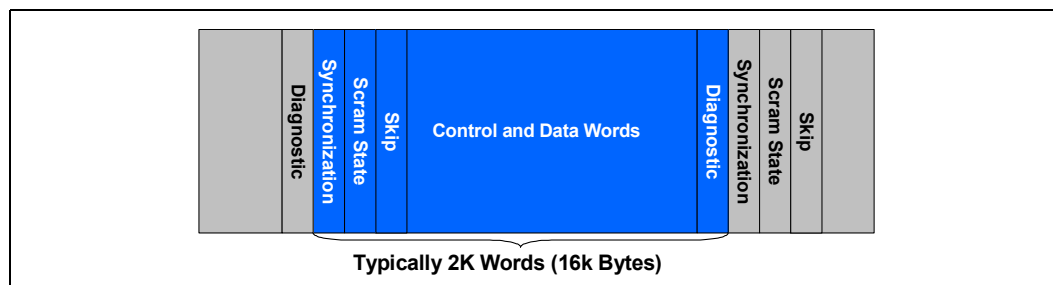 Diagnostic
Synchronization
Scram State
Skip
Control and Data Words
Diagnostic
Synchronization
Scram State
Skip
Typically 2K Words (16k Bytes)